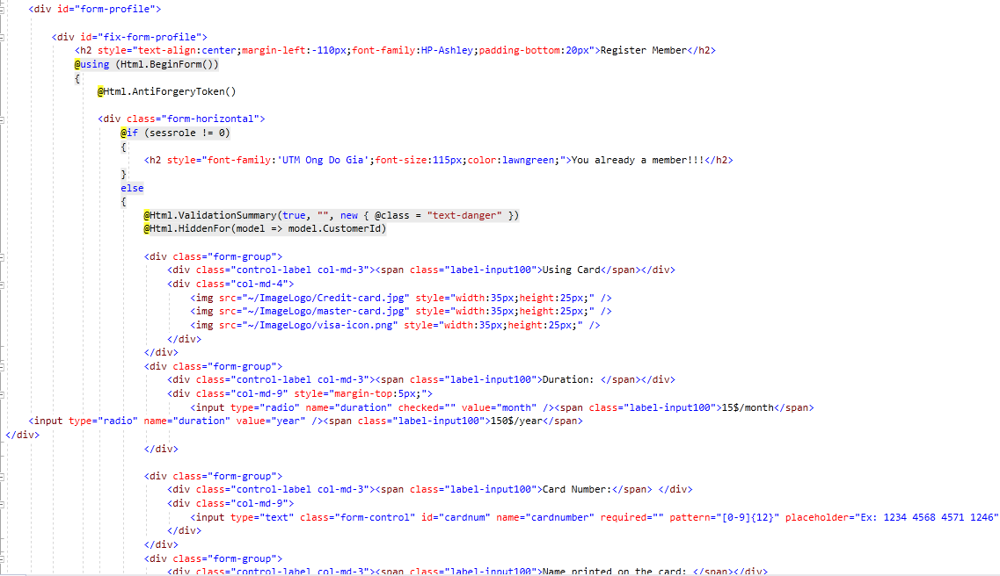 <div id="form-profile">
<div id="fix-form-profile">
<h2 style="text-align:center;margin-left:-110px;font-family:HP-Ashley;padding-bottom:20px">Register Member</h2>
@using (Html.BeginForm())
{
@Html.AntiForgeryToken()
<div class="form-horizontal">
@if (sessrole != 0)
{
<h2 style="font-family:'UTM Ong Do Gia';font-size:115px;color:lawngreen;">You already a member!!!</h2>
}
else
{
@Html.ValidationSummary(true, "", new { @class = "text-danger" })
@Html.HiddenFor(model => model.CustomerId)
<div class="form-group">
<div class="control-label col-md-3"><span class="label-input100">Using Card</span></div>
<div class="col-md-4">
<img src="~/ImageLogo/Credit-card.jpg" style="width:35px;height:25px;" />
<img src="~/ImageLogo/master-card.jpg" style="width:35px;height:25px;" />
<img src="~/ImageLogo/visa-icon.png" style="width:35px;height:25px;" />
</div>
</div>
<div class="form-group">
<div class="control-label col-md-3"><span class="label-input100">Duration: </span></div>
<div class="col-md-9" style="margin-top:5px;">
<input type="radio" name="duration" checked="" value="month" /><span class="label-input100">15$/month</span>
<input type="radio" name="duration" value="year" /><span class="label-input100">150$/year</span>
</div>
</div>
<div class="form-group">
<div class="control-label col-md-3"><span class="label-input100">Card Number:</span> </div>
<div class="col-md-9">
<input type="text" class="form-control" id="cardnum" name="cardnumber" required="" pattern="[0-9]{12}" placeholder="Ex: 1234 4568 4571 1246"
</div>
</div>
<div class="form-group">
<div class="control-label col-md-3"><span class="label-input100">Name printed on the card: </span></div>